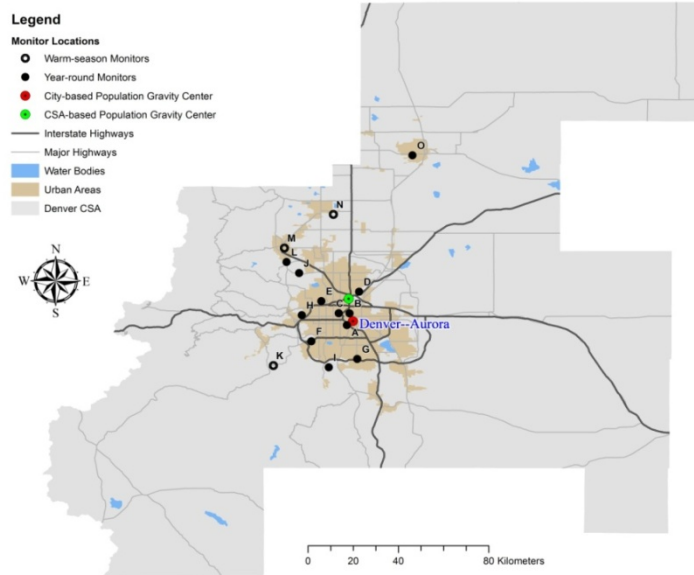 Legend
Monitor Locations
Warm-season Monitors
Year-round Monitors
City-based Population Gravity Center
CSA-based Population Gravity Center
Interstate Highways
Major Highways
Water Bodies
Urban Areas
Denver CSA
N
W E
S
O
N
M
L
J
D
E
C B
H
Denver--Aurora
A
F
G
K
I
0 20 40 80 Kilometers